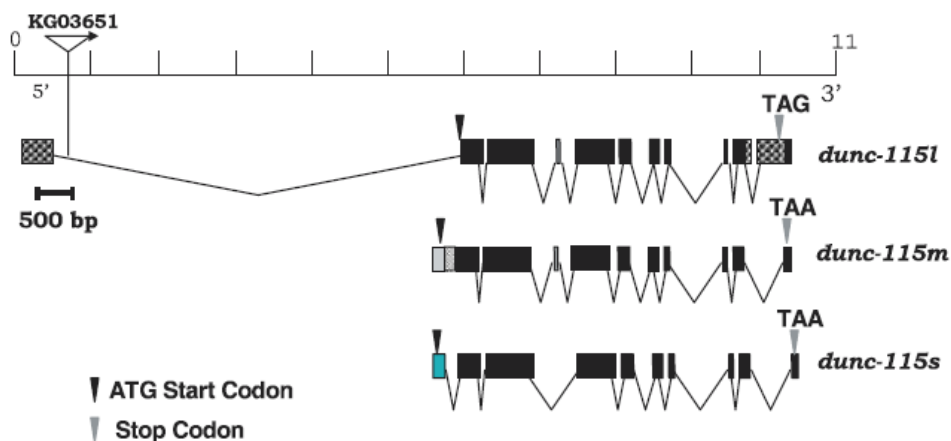 KG03651
0
11
5’
3’
TAG
dunc-115l
500 bp
TAA
dunc-115m
TAA
dunc-115s
ATG Start Codon
Stop Codon